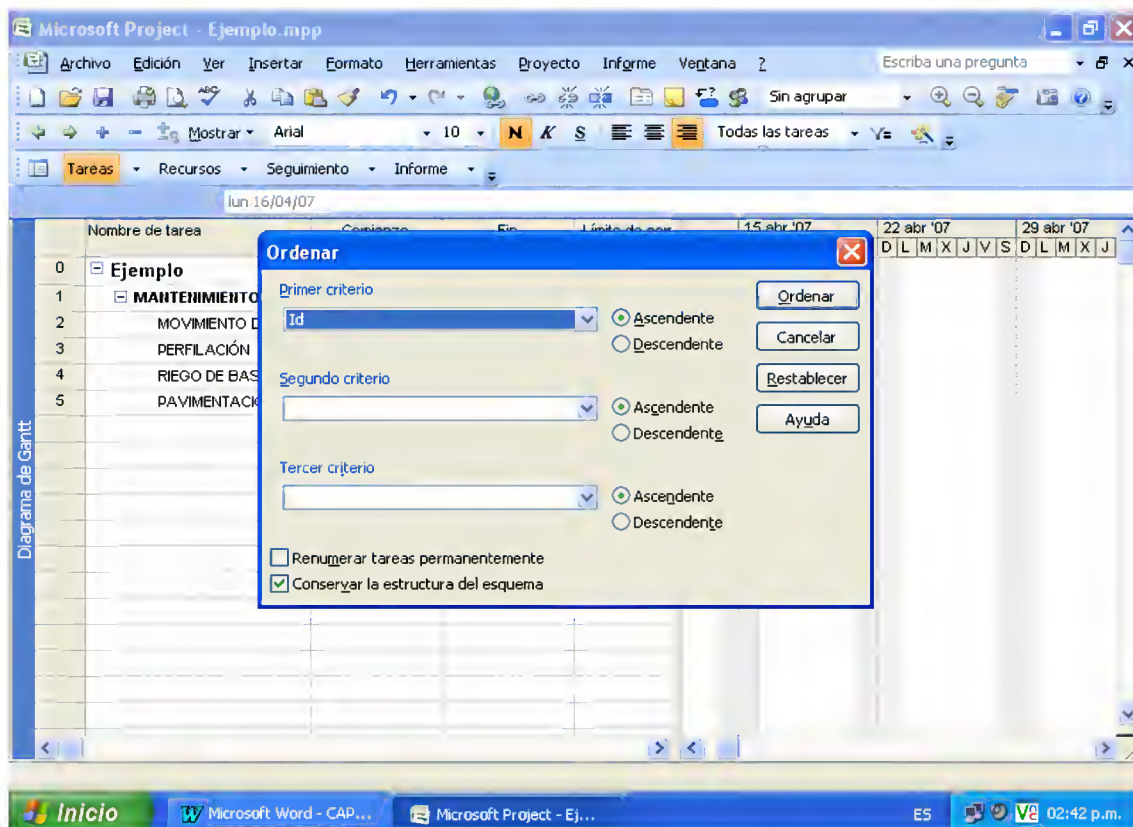 Microsoft Project - Ejemplo.mpp
Archivo Edición Ver Insertar Formato Herramientas Proyecto Informe Ventana ? Escriba una pregunta
Sin agrupar
Mostrar Arial 10 N K S Todas las tareas
Tareas Recursos Seguimiento Informe
lun 16/04/07
Nombre de tarea Comienzo Fin Límite de 15 abr '07 22 abr '07 29 abr '07
D L M X J V S D L M X J
0 Ejemplo
1 MANTENIMIENTO
2 MOVIMIENTO D
3 PERFILACIÓN
4 RIEGO DE BAS
5 PAVIMENTACI
Diagrama de Gantt
Ordenar
Primer criterio
Id
Ascendente
Descendente
Segundo criterio
Ascendente
Descendente
Tercer criterio
Ascendente
Descendente
Renumerar tareas permanentemente
Conservar la estructura del esquema
Ordenar
Cancelar
Restablecer
Ayuda
Inicio Microsoft Word - CAP... Microsoft Project - Ej... ES 02:42 p.m.